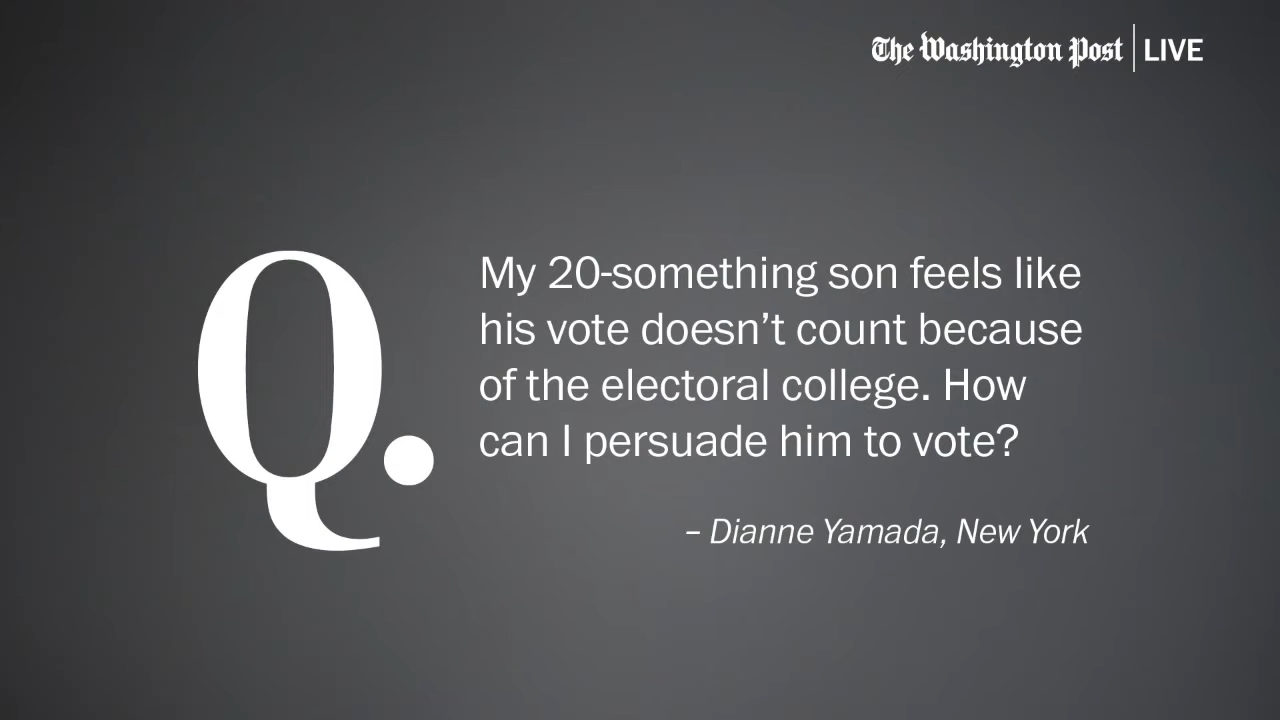 The Washington Post | LIVE
Q.
My 20-something son feels like
his vote doesn’t count because
of the electoral college. How
can I persuade him to vote?
– Dianne Yamada, New York